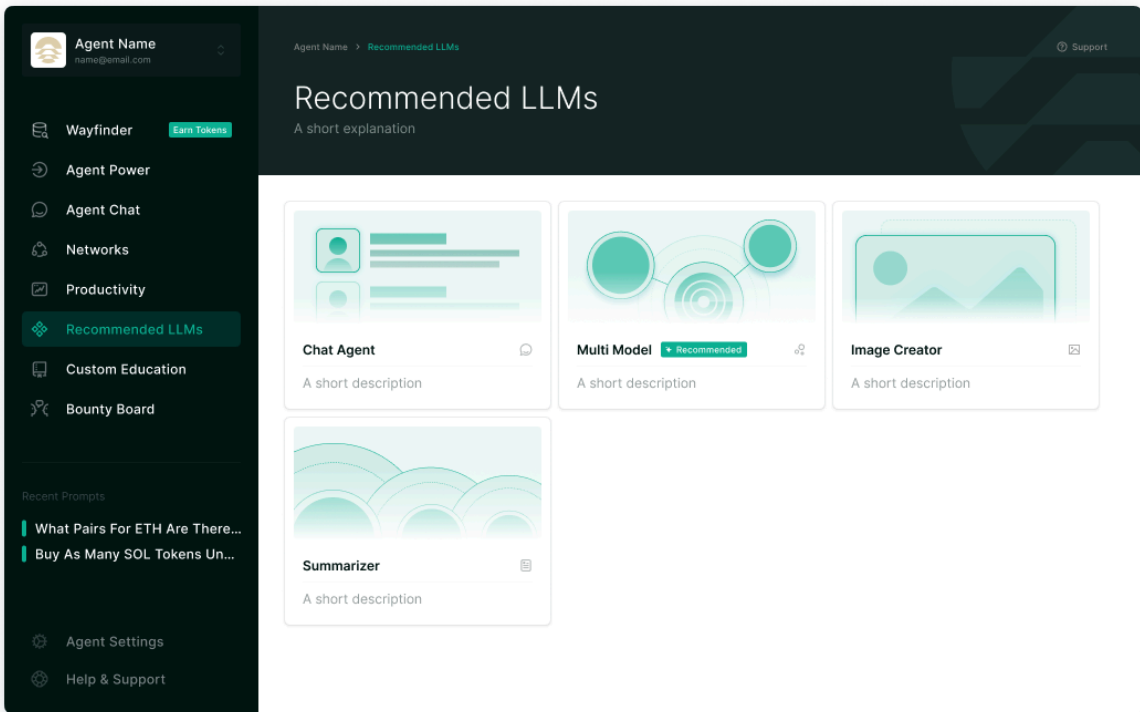 Agent Name
name@email.com
Wayfinder
Earn Tokens
Agent Power
Agent Chat
Networks
Productivity
Recommended LLMs
Custom Education
Bounty Board
Recent Prompts
What Pairs For ETH Are There...
Buy As Many SOL Tokens Un...
Agent Settings
Help & Support
Agent Name > Recommended LLMs
Support
Recommended LLMs
A short explanation
Chat Agent
A short description
Multi Model
Recommended
A short description
Image Creator
A short description
Summarizer
A short description